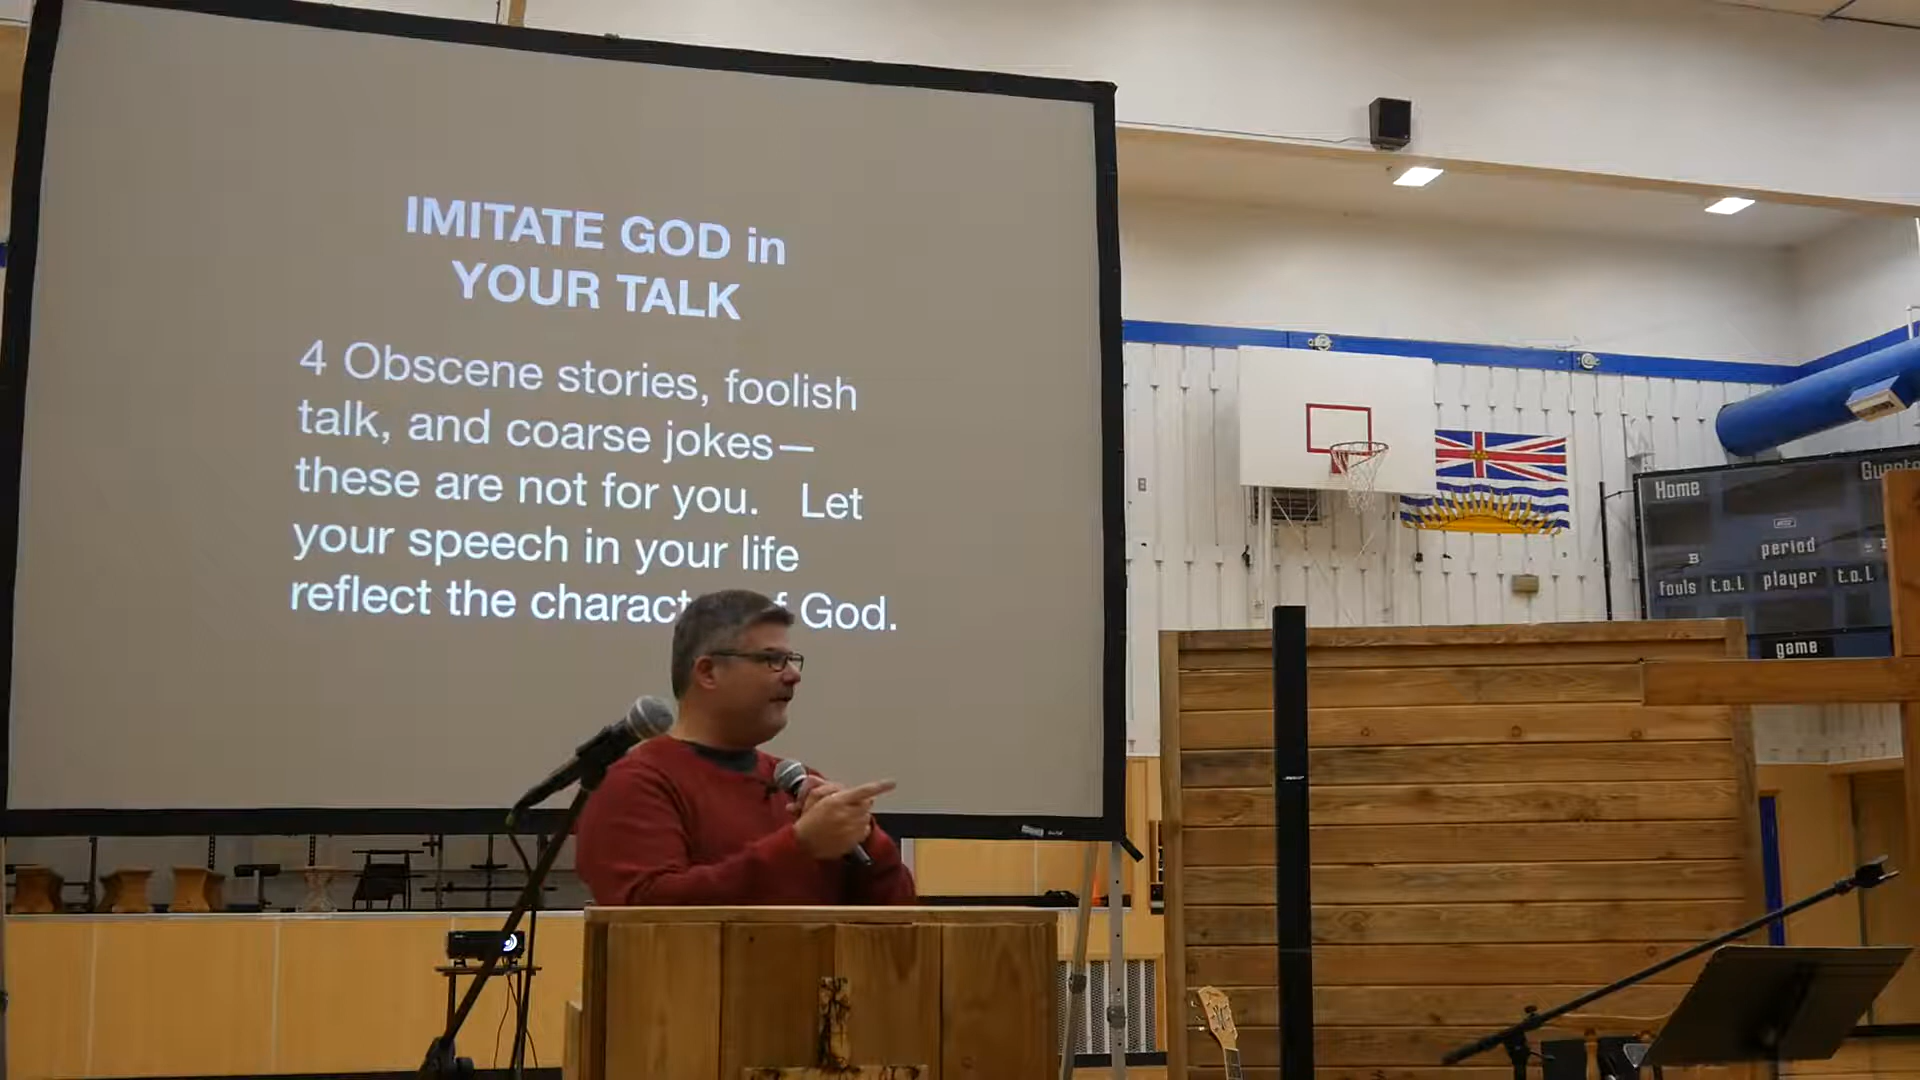 IMITATE GOD in
YOUR TALK
4 Obscene stories, foolish
talk, and coarse jokes—
these are not for you. Let
your speech in your life
reflect the charact f God.
Home
period
B
fouls t.o.l. player t.o.l.
game